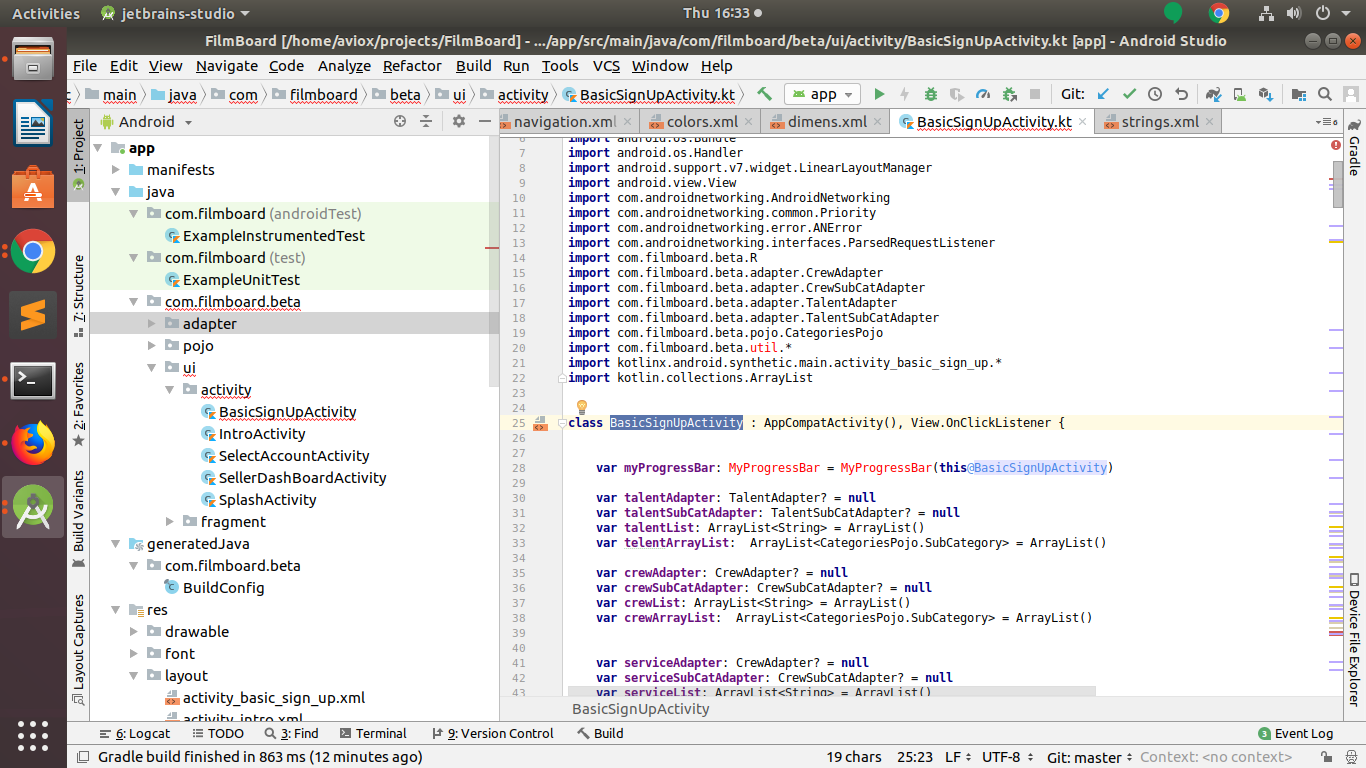 Activities jetbrains-studio Thu 16:33
FilmBoard [/home/aviox/projects/FilmBoard] - .../app/src/main/java/com/filmboard/beta/ui/activity/BasicSignUpActivity.kt [app] - Android Studio
File Edit View Navigate Code Analyze Refactor Build Run Tools VCS Window Help
main java com filmboard beta ui activity BasicSignUpActivity.kt app Git:
Android
navigation.xml colors.xml dimens.xml BasicSignUpActivity.kt strings.xml
1: Project
7: Structure
2: Favorites
Build Variants
Layout Captures
app
manifests
java
com.filmboard (androidTest)
ExampleInstrumentedTest
com.filmboard (test)
ExampleUnitTest
com.filmboard.beta
adapter
pojo
ui
activity
BasicSignUpActivity
IntroActivity
SelectAccountActivity
SellerDashBoardActivity
SplashActivity
fragment
generatedJava
com.filmboard.beta
BuildConfig
res
drawable
font
layout
activity_basic_sign_up.xml
activity_intro.xml
6 import android.os.Bundle
7 import android.os.Handler
8 import android.support.v7.widget.LinearLayoutManager
9 import android.view.View
10 import com.androidnetworking.AndroidNetworking
11 import com.androidnetworking.common.Priority
12 import com.androidnetworking.error.ANError
13 import com.androidnetworking.interfaces.ParsedRequestListener
14 import com.filmboard.beta.R
15 import com.filmboard.beta.adapter.CrewAdapter
16 import com.filmboard.beta.adapter.CrewSubCatAdapter
17 import com.filmboard.beta.adapter.TalentAdapter
18 import com.filmboard.beta.adapter.TalentSubCatAdapter
19 import com.filmboard.beta.pojo.CategoriesPojo
20 import com.filmboard.beta.util.*
21 import kotlinx.android.synthetic.main.activity_basic_sign_up.*
22 import kotlin.collections.ArrayList
23
24
25 class BasicSignUpActivity : AppCompatActivity(), View.OnClickListener {
26
27
28 var myProgressBar: MyProgressBar = MyProgressBar(this@BasicSignUpActivity)
29
30 var talentAdapter: TalentAdapter? = null
31 var talentSubCatAdapter: TalentSubCatAdapter? = null
32 var talentList: ArrayList<String> = ArrayList()
33 var telentArrayList: ArrayList<CategoriesPojo.SubCategory> = ArrayList()
34
35 var crewAdapter: CrewAdapter? = null
36 var crewSubCatAdapter: CrewSubCatAdapter? = null
37 var crewList: ArrayList<String> = ArrayList()
38 var crewArrayList: ArrayList<CategoriesPojo.SubCategory> = ArrayList()
39
40
41 var serviceAdapter: CrewAdapter? = null
42 var serviceSubCatAdapter: CrewSubCatAdapter? = null
43 var serviceList: ArrayList<String> = ArrayList()
BasicSignUpActivity
Gradle
Device File Explorer
6: Logcat TODO 3: Find Terminal 9: Version Control Build 3 Event Log
Gradle build finished in 863 ms (12 minutes ago) 19 chars 25:23 LF UTF-8 Git: master Context: <no context>